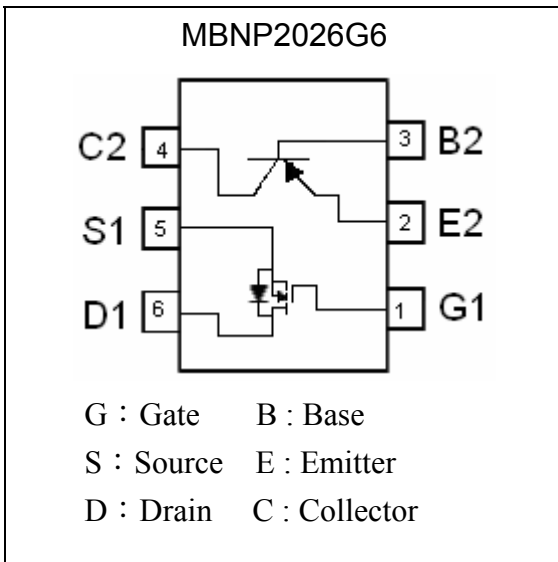 MBNP2026G6
C2 4 3 B2
S1 5 2 E2
D1 6 1 G1
G：Gate B : Base
S：Source E : Emitter
D：Drain C : Collector